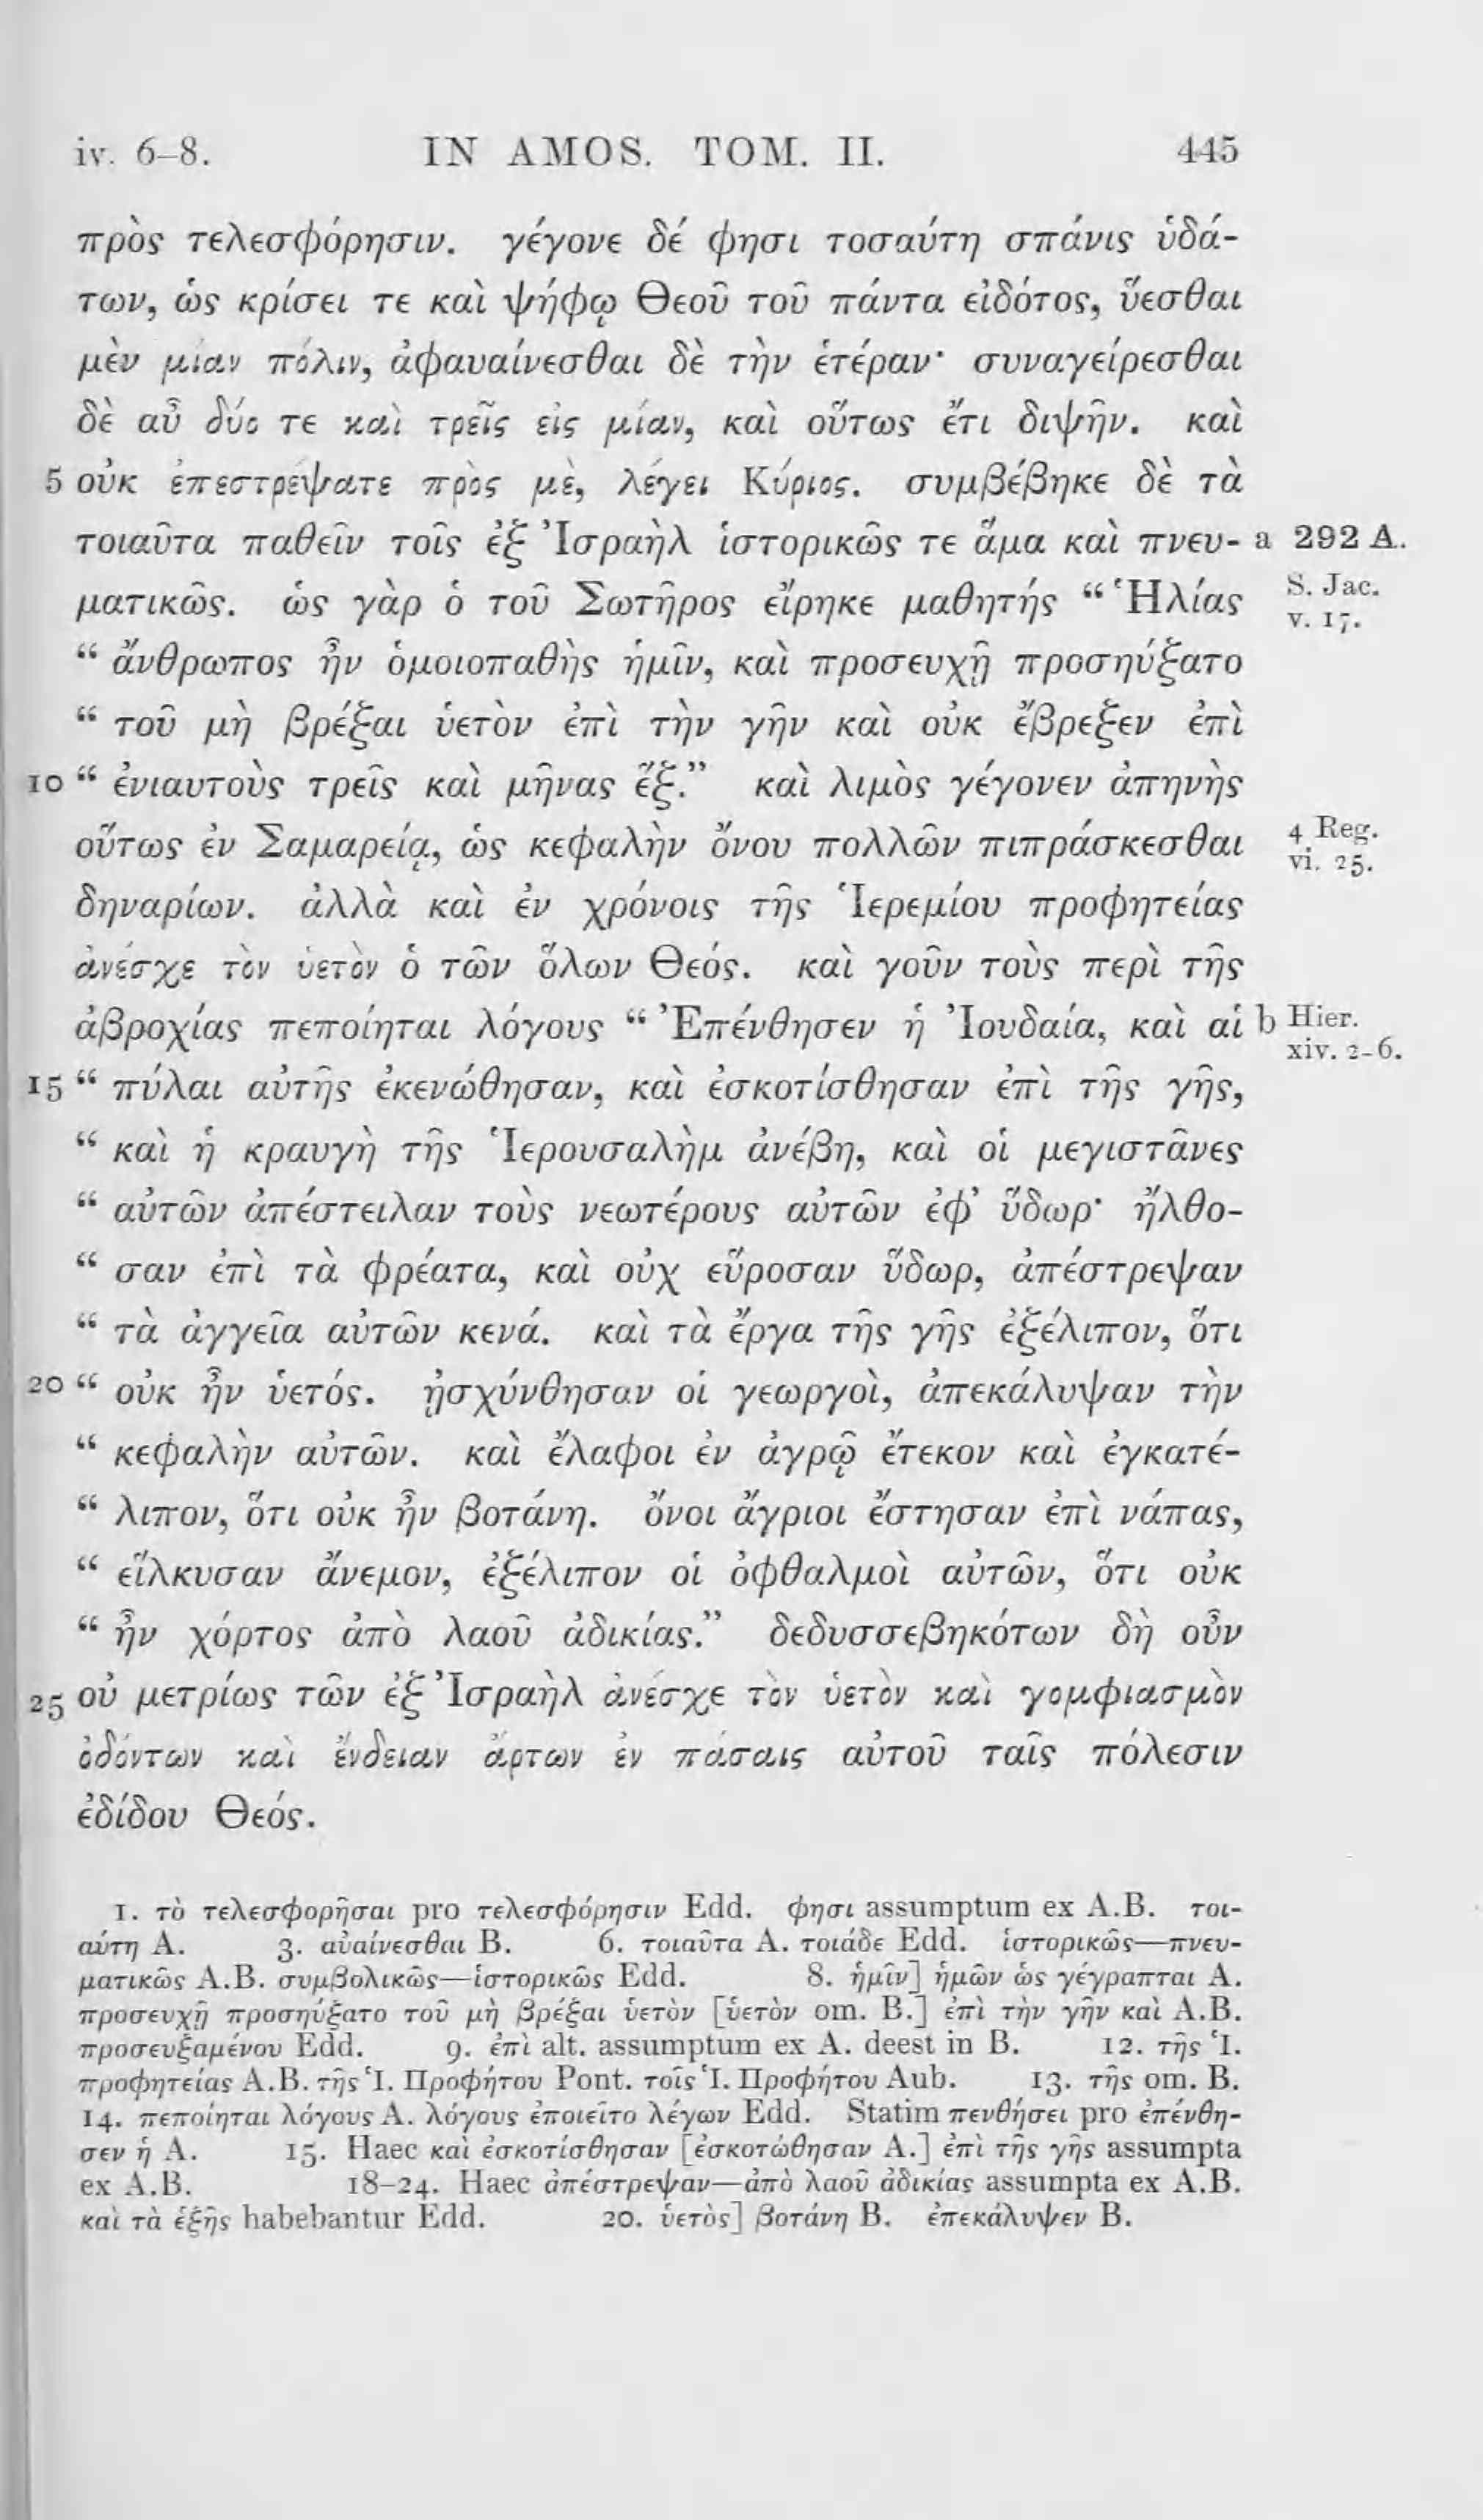 iv. 6–8. IN AMOS. TOM. II. 445
πρὸς τελεσφόρησιν. γέγονε δέ φησι τοσαύτη σπάνις ὑδά-
των, ὡς κρίσει τε καὶ ψήφῳ Θεοῦ τοῦ πάντα εἰδότος, ὕεσθαι
μὲν μίαν πόλιν, ἀφαυαίνεσθαι δὲ τὴν ἑτέραν· συναγείρεσθαι
δὲ αὖ δύο τε καὶ τρεῖς εἰς μίαν, καὶ οὕτως ἔτι διψῆν. καὶ
5 οὐκ ἐπεστρέψατε πρὸς μὲ, λέγει Κύριος. συμβέβηκε δὲ τὰ
τοιαῦτα παθεῖν τοῖς ἐξ Ἰσραὴλ ἱστορικῶς τε ἅμα καὶ πνευ- a 292 A.
ματικῶς. ὡς γὰρ ὁ τοῦ Σωτῆρος εἴρηκε μαθητής “ Ἡλίας S. Jac. v. 17.
“ ἄνθρωπος ἦν ὁμοιοπαθὴς ἡμῖν, καὶ προσευχῇ προσηύξατο
“ τοῦ μὴ βρέξαι ὑετὸν ἐπὶ τὴν γῆν καὶ οὐκ ἔβρεξεν ἐπὶ
10 “ ἐνιαυτοὺς τρεῖς καὶ μῆνας ἕξ.” καὶ λιμὸς γέγονεν ἀπηνὴς
οὕτως ἐν Σαμαρείᾳ, ὡς κεφαλὴν ὄνου πολλῶν πιπράσκεσθαι 4 Reg. vi. 25.
δηναρίων. ἀλλὰ καὶ ἐν χρόνοις τῆς Ἱερεμίου προφητείας
ἀνέσχε τὸν ὑετὸν ὁ τῶν ὅλων Θεός. καὶ γοῦν τοὺς περὶ τῆς
ἀβροχίας πεποίηται λόγους “ Ἐπένθησεν ἡ Ἰουδαία, καὶ αἱ b Hier. xiv. 2–6.
15 “ πύλαι αὐτῆς ἐκενώθησαν, καὶ ἐσκοτίσθησαν ἐπὶ τῆς γῆς,
“ καὶ ἡ κραυγὴ τῆς Ἱερουσαλὴμ ἀνέβη, καὶ οἱ μεγιστᾶνες
“ αὐτῶν ἀπέστειλαν τοὺς νεωτέρους αὐτῶν ἐφ’ ὕδωρ· ἤλθο-
“ σαν ἐπὶ τὰ φρέατα, καὶ οὐχ εὕροσαν ὕδωρ, ἀπέστρεψαν
“ τὰ ἀγγεῖα αὐτῶν κενά. καὶ τὰ ἔργα τῆς γῆς ἐξέλιπον, ὅτι
20 “ οὐκ ἦν ὑετός. ᾐσχύνθησαν οἱ γεωργοὶ, ἀπεκάλυψαν τὴν
“ κεφαλὴν αὐτῶν. καὶ ἔλαφοι ἐν ἀγρῷ ἔτεκον καὶ ἐγκατέ-
“ λιπον, ὅτι οὐκ ἦν βοτάνη. ὄνοι ἄγριοι ἔστησαν ἐπὶ νάπας,
“ εἵλκυσαν ἄνεμον, ἐξέλιπον οἱ ὀφθαλμοὶ αὐτῶν, ὅτι οὐκ
“ ἦν χόρτος ἀπὸ λαοῦ ἀδικίας.” δεδυσσεβηκότων δὴ οὖν
25 οὐ μετρίως τῶν ἐξ Ἰσραὴλ ἀνέσχε τὸν ὑετὸν καὶ γομφιασμὸν
ὀδόντων καὶ ἔνδειαν ἄρτων ἐν πάσαις αὐτοῦ ταῖς πόλεσιν
ἐδίδου Θεός.
1. τὸ τελεσφορῆσαι pro τελεσφόρησιν Edd. φησι assumptum ex A.B. τοι-
αύτη A. 3. αὐαίνεσθαι B. 6. τοιαῦτα A. τοιάδε Edd. ἱστορικῶς—πνευ-
ματικῶς A.B. συμβολικῶς—ἱστορικῶς Edd. 8. ἡμῖν] ἡμῶν ὡς γέγραπται A.
προσευχῇ προσηύξατο τοῦ μὴ βρέξαι ὑετὸν [ὑετὸν om. B.] ἐπὶ τὴν γῆν καὶ A.B.
προσευξαμένου Edd. 9. ἐπὶ alt. assumptum ex A. deest in B. 12. τῆς Ἱ.
προφητείας A.B. τῆς Ἱ. Προφήτου Pont. τοῖς Ἱ. Προφήτου Aub. 13. τῆς om. B.
14. πεποίηται λόγους A. λόγους ἐποιεῖτο λέγων Edd. Statim πενθήσει pro ἐπένθη-
σεν ἡ A. 15. Haec καὶ ἐσκοτίσθησαν [ἐσκοτώθησαν A.] ἐπὶ τῆς γῆς assumpta
ex A.B. 18–24. Haec ἀπέστρεψαν—ἀπὸ λαοῦ ἀδικίας assumpta ex A.B.
καὶ τὰ ἑξῆς habebantur Edd. 20. ὑετὸς] βοτάνη B. ἐπεκάλυψεν B.